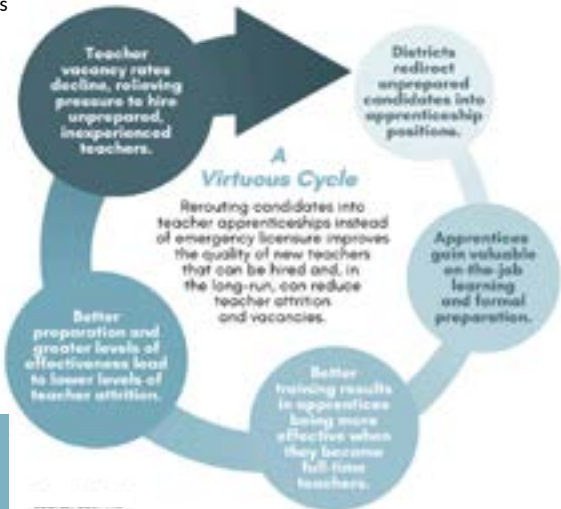 s
Teacher
vacancy rates
decline, relieving
pressure to hire
unprepared,
inexperienced
teachers.
Districts
redirect
unprepared
candidates into
apprenticeship
positions.
A
Virtuous Cycle
Rerouting candidates into
teacher apprenticeships instead
of emergency licensure improves
the quality of new teachers
that can be hired and, in
the long-run, can reduce
teacher attrition
and vacancies.
Apprentices
gain valuable
on-the-job
learning
and formal
preparation.
Better
training results
in apprentices
being more
effective when
they become
full-time
teachers.
Better
preparation and
greater levels of
effectiveness lead
to lower levels of
teacher attrition.